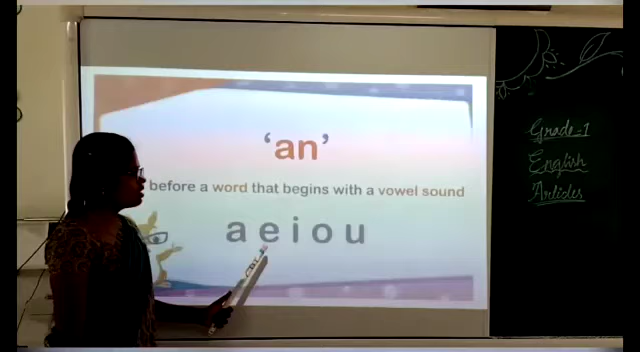 ‘an’
before a word that begins with a vowel sound
a e i o u
Grade-1
English
Articles